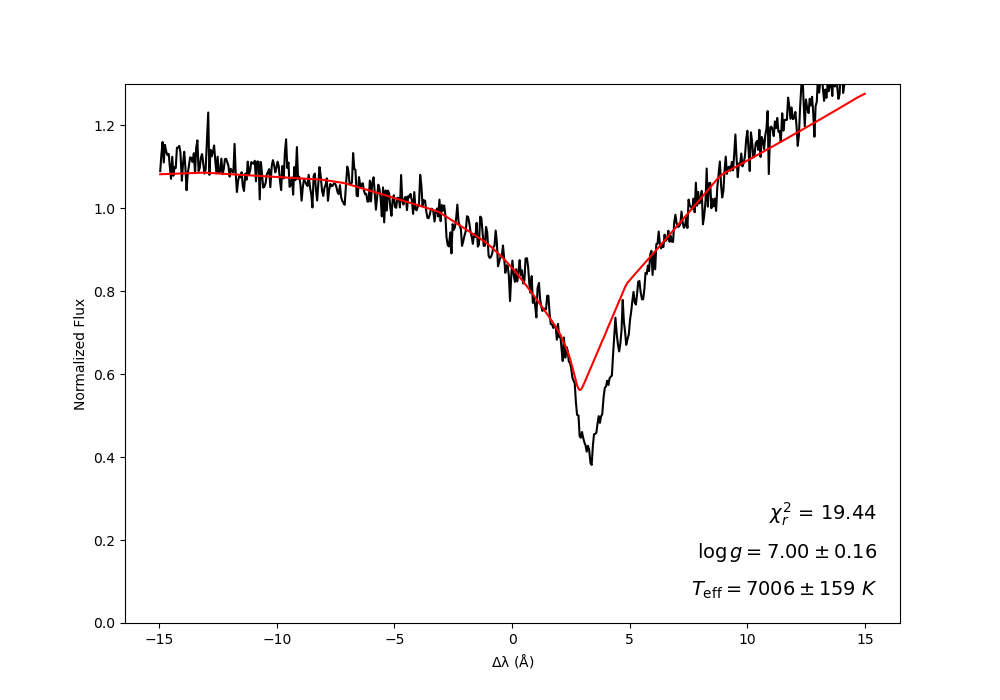 1.2
1.0
0.8
0.6
0.4
0.2
0.0
Normalized Flux
χ²ᵣ = 19.44
log g = 7.00 ± 0.16
T_eff = 7006 ± 159 K
−15 −10 −5 0 5 10 15
Δλ (Å)